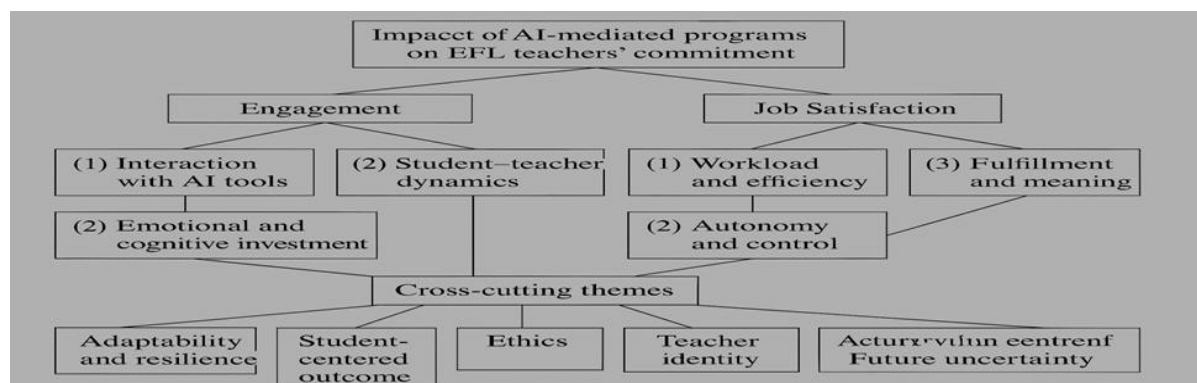 Impacct of AI-mediated programs
on EFL teachers' commitment
Engagement
Job Satisfaction
(1) Interaction
with AI tools
(2) Student–teacher
dynamics
(1) Workload
and efficiency
(3) Fulfillment
and meaning
(2) Emotional and
cognitive investment
(2) Autonomy
and control
Cross-cutting themes
Adaptability
and resilience
Student-
centered
outcome
Ethics
Teacher
identity
Future uncertainty